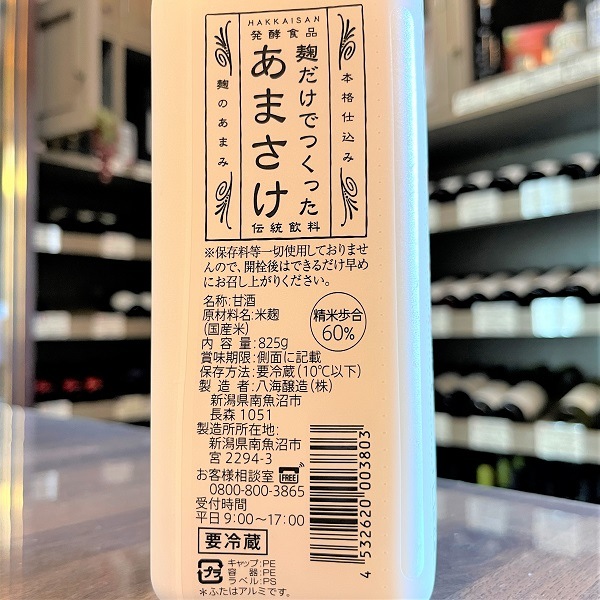 HAKKAISAN
発酵食品
本格仕込み
麹だけでつくった
あまさけ
麹のあまみ
伝統飲料
※保存料等一切使用しておりませ
んので、開栓後はできるだけ早め
にお召し上がりください。
名称:甘酒
原材料名:米麹
(国産米)
内容量:825g
賞味期限:側面に記載
保存方法:要冷蔵(10℃以下)
製造者:八海醸造(株)
新潟県南魚沼市
長森1051
製造所所在地:
新潟県南魚沼市
宮2294-3
精米歩合
60%
お客様相談室 FREE
0800-800-3865
受付時間
平日9:00〜17:00
要冷蔵
プラ
キャップ:PE
容器:PE
ラベル:PS
*ふたはアルミです。
4 532620 003803